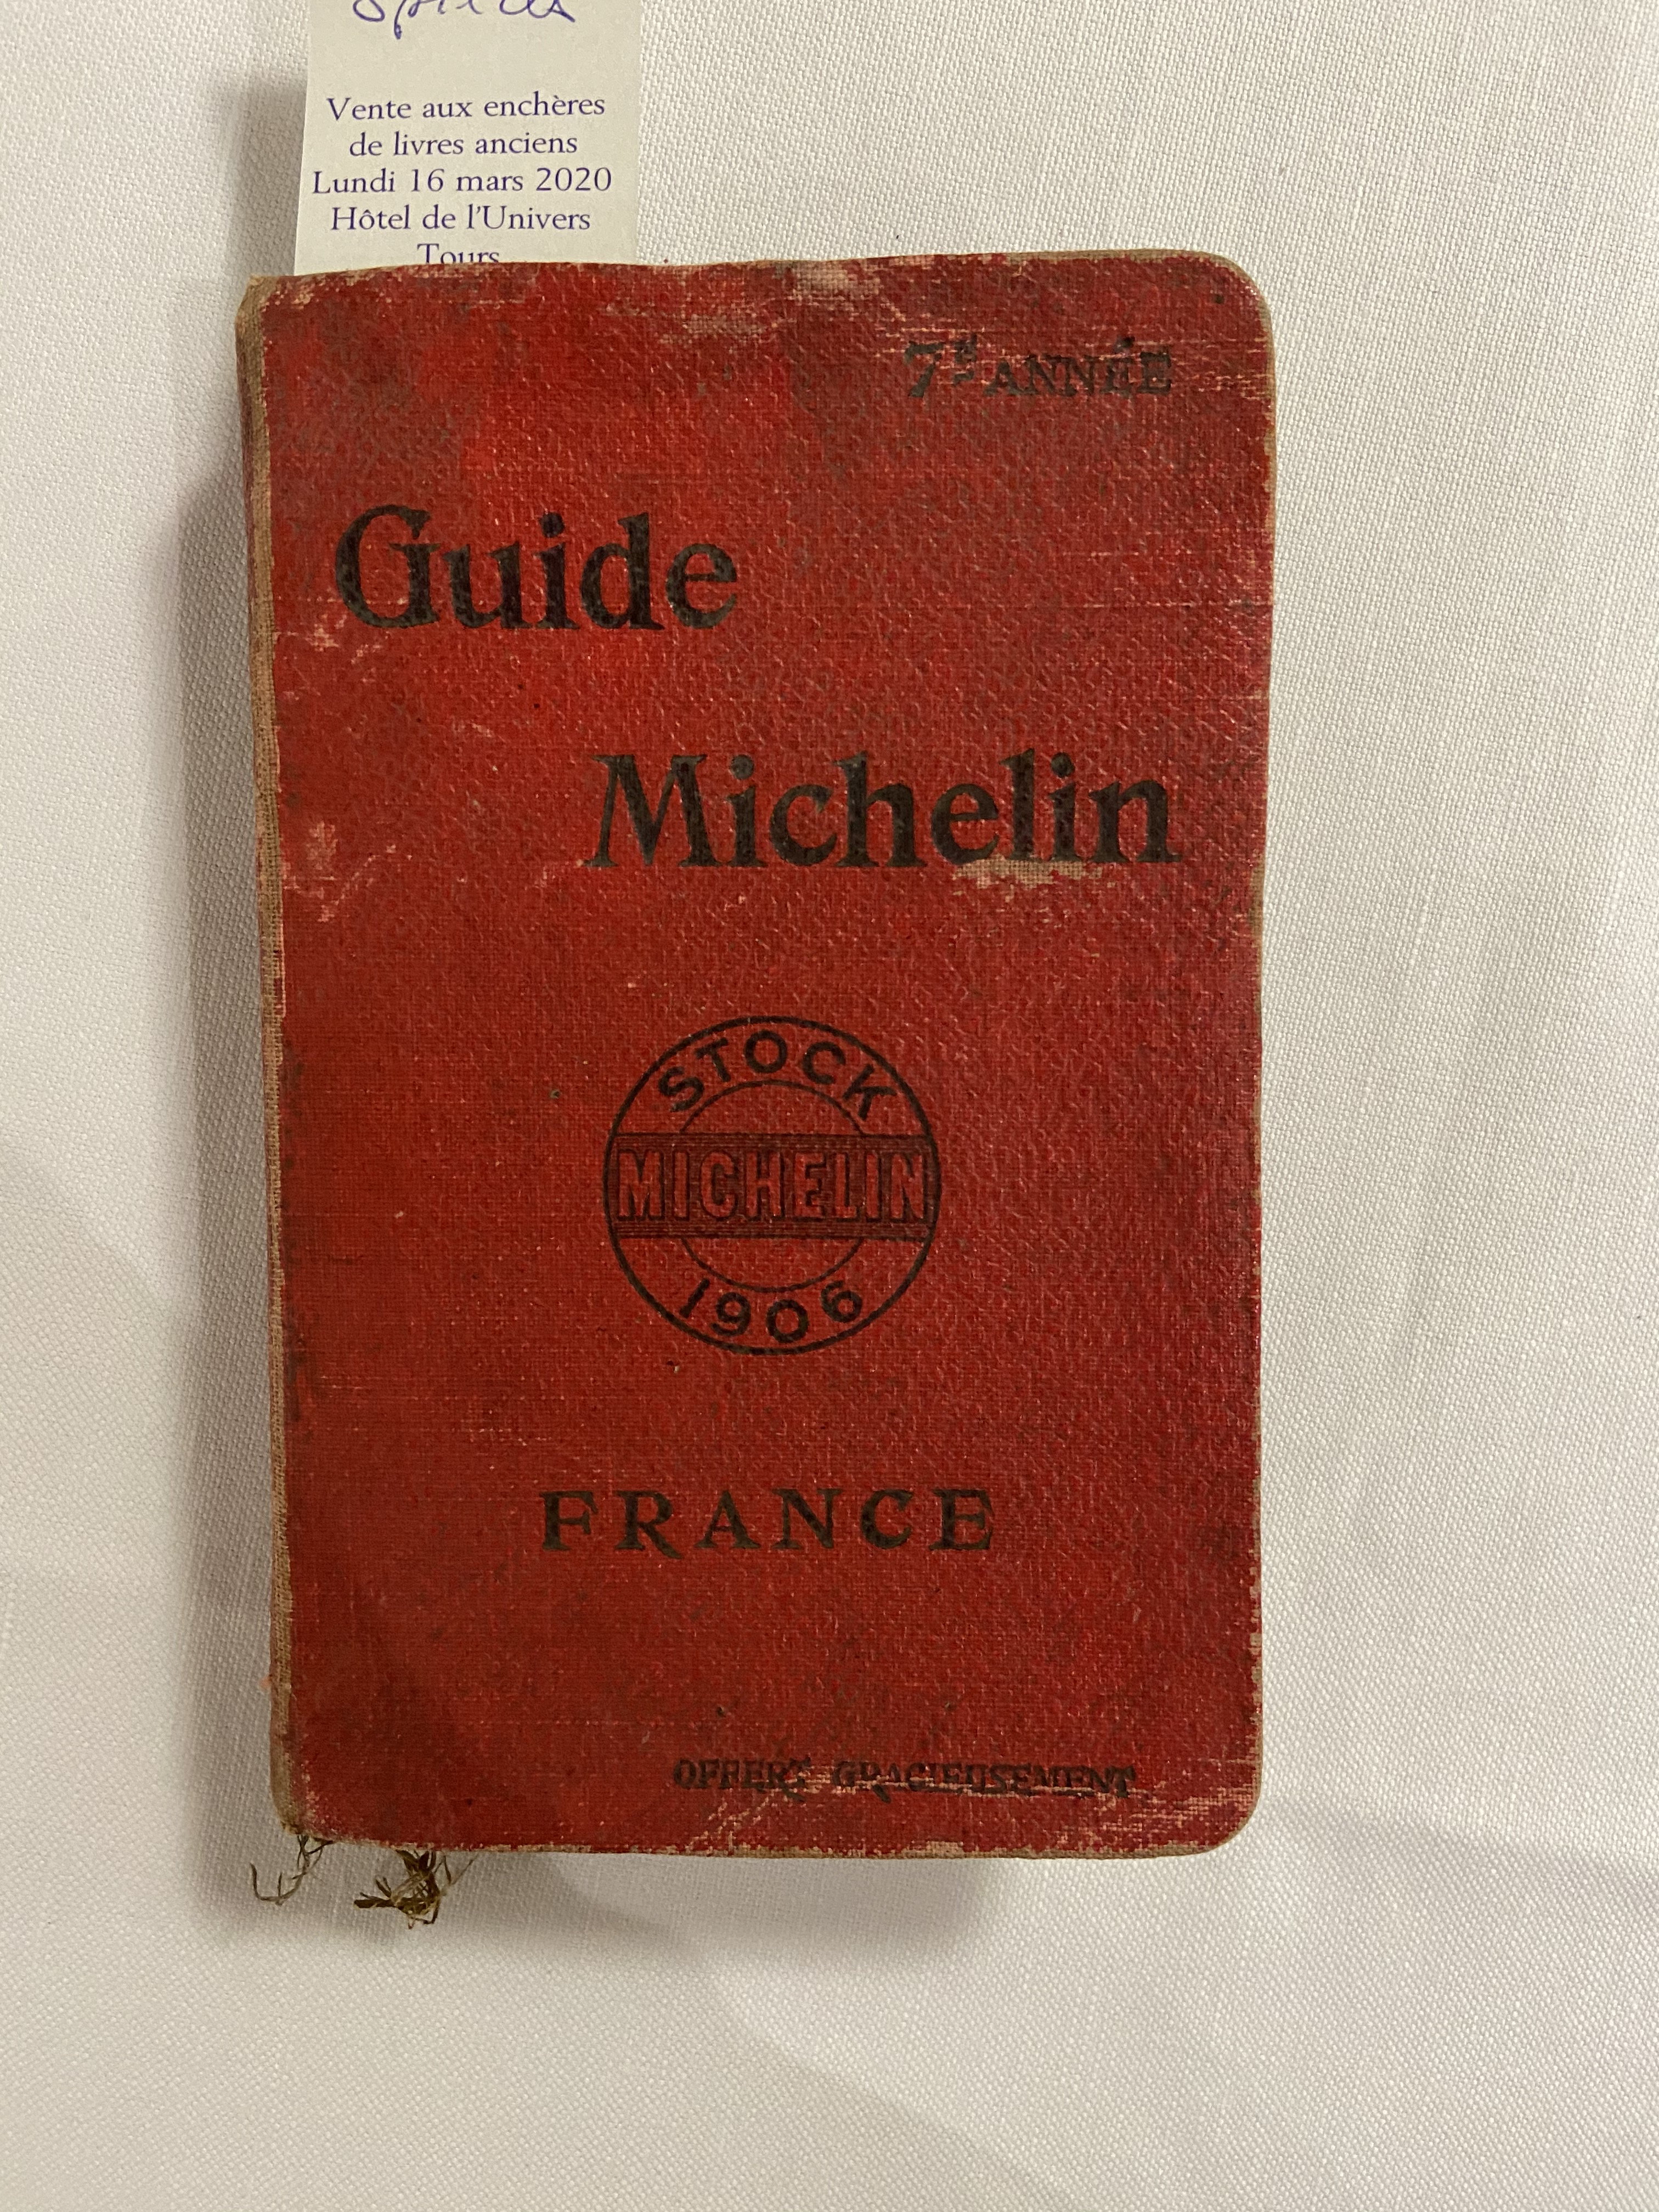 Vente aux enchères
de livres anciens
Lundi 16 mars 2020
Hôtel de l'Univers
Tours
7e ANNÉE
Guide
Michelin
STOCK
MICHELIN
1906
FRANCE
OFFERT GRACIEUSEMENT